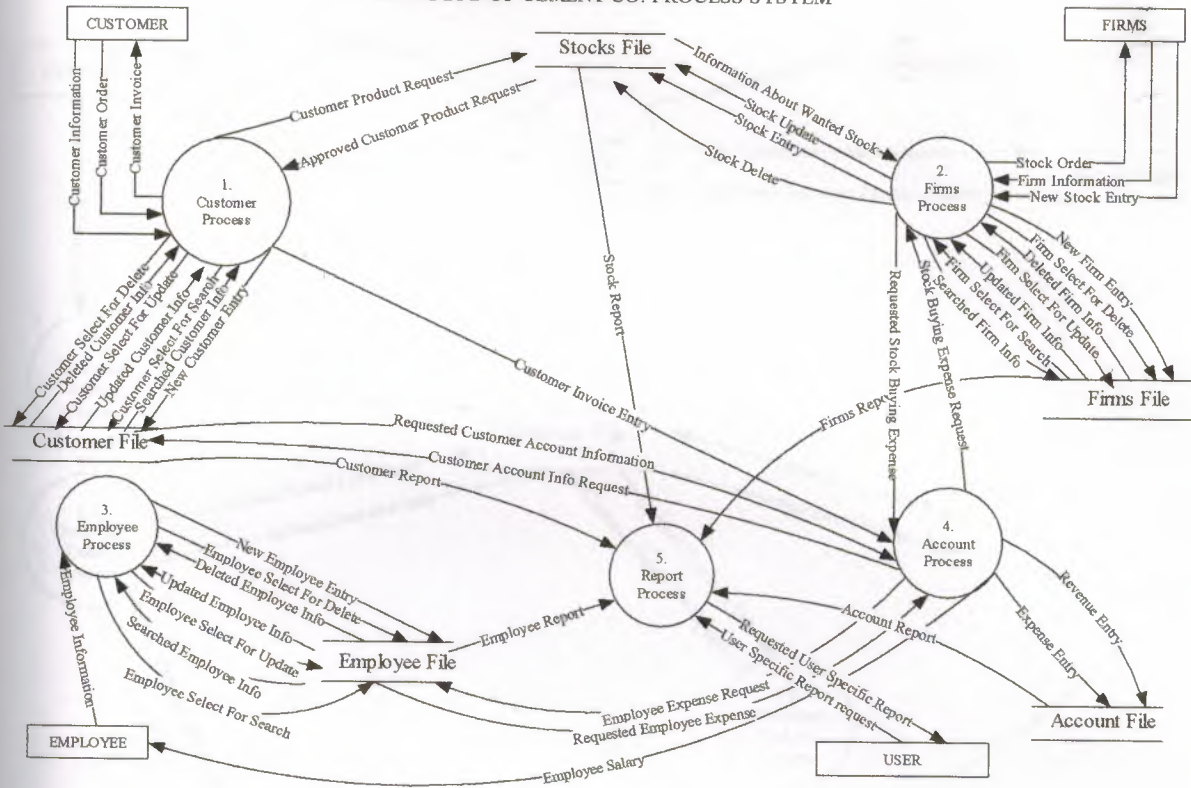 CEMENT CO. PROCESS SYSTEM
CUSTOMER
Stocks File
FIRMS
Customer Information
Customer Order
Customer Invoice
Customer Product Request
Approved Customer Product Request
Information About Wanted Stock
Stock Update
Stock Entry
Stock Delete
1.
Customer
Process
2.
Firms
Process
Stock Order
Firm Information
New Stock Entry
Customer Select For Delete
Deleted Customer Info
Customer Select For Update
Updated Customer Info
Customer Select For Search
Searched Customer Info
New Customer Entry
Stock Report
Requested Stock Buying Expense
Stock Buying Expense Request
New Firm Entry
Firm Select For Delete
Deleted Firm Info
Firm Select For Update
Updated Firm Info
Firm Select For Search
Searched Firm Info
Customer Invoice Entry
Firms File
Firms Repo
Customer File
Requested Customer Account Information
Customer Account Info Request
Customer Report
3.
Employee
Process
4.
Account
Process
5.
Report
Process
Employee Information
New Employee Entry
Employee Select For Delete
Deleted Employee Info
Updated Employee Info
Employee Select For Update
Searched Employee Info
Employee Select For Search
Employee File
Employee Report
Account Report
Revenue Entry
Expense Entry
Requested User Specific Report
User Specific Report request
Employee Expense Request
Requested Employee Expense
Account File
EMPLOYEE
Employee Salary
USER